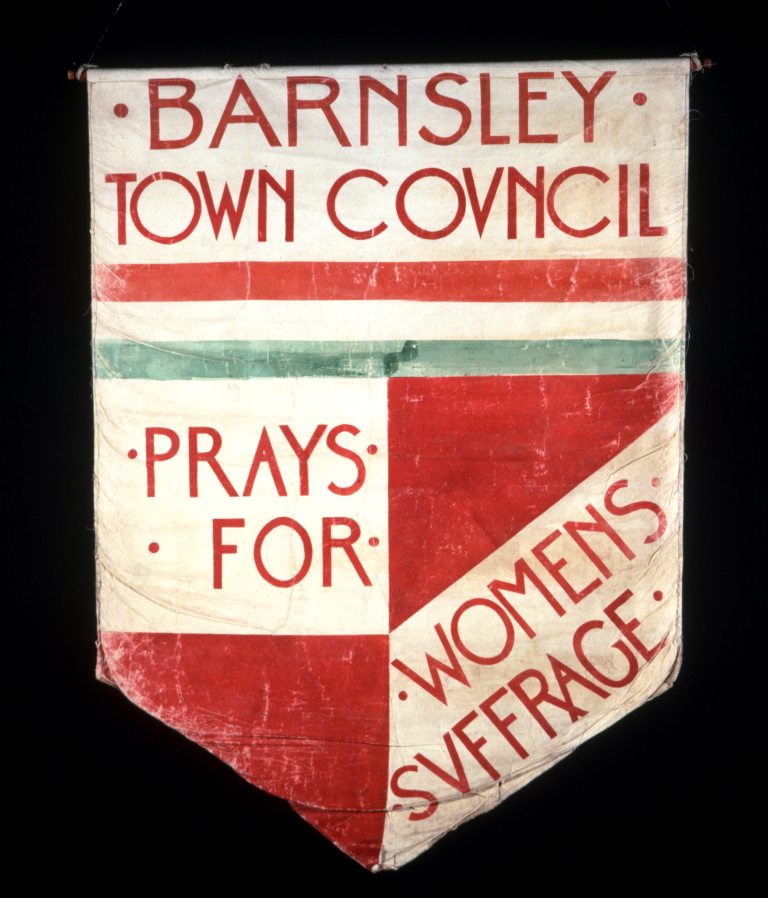 · BARNSLEY ·
TOWN COVNCIL
· PRAYS ·
· FOR ·
· WOMENS ·
· SVFFRAGE ·